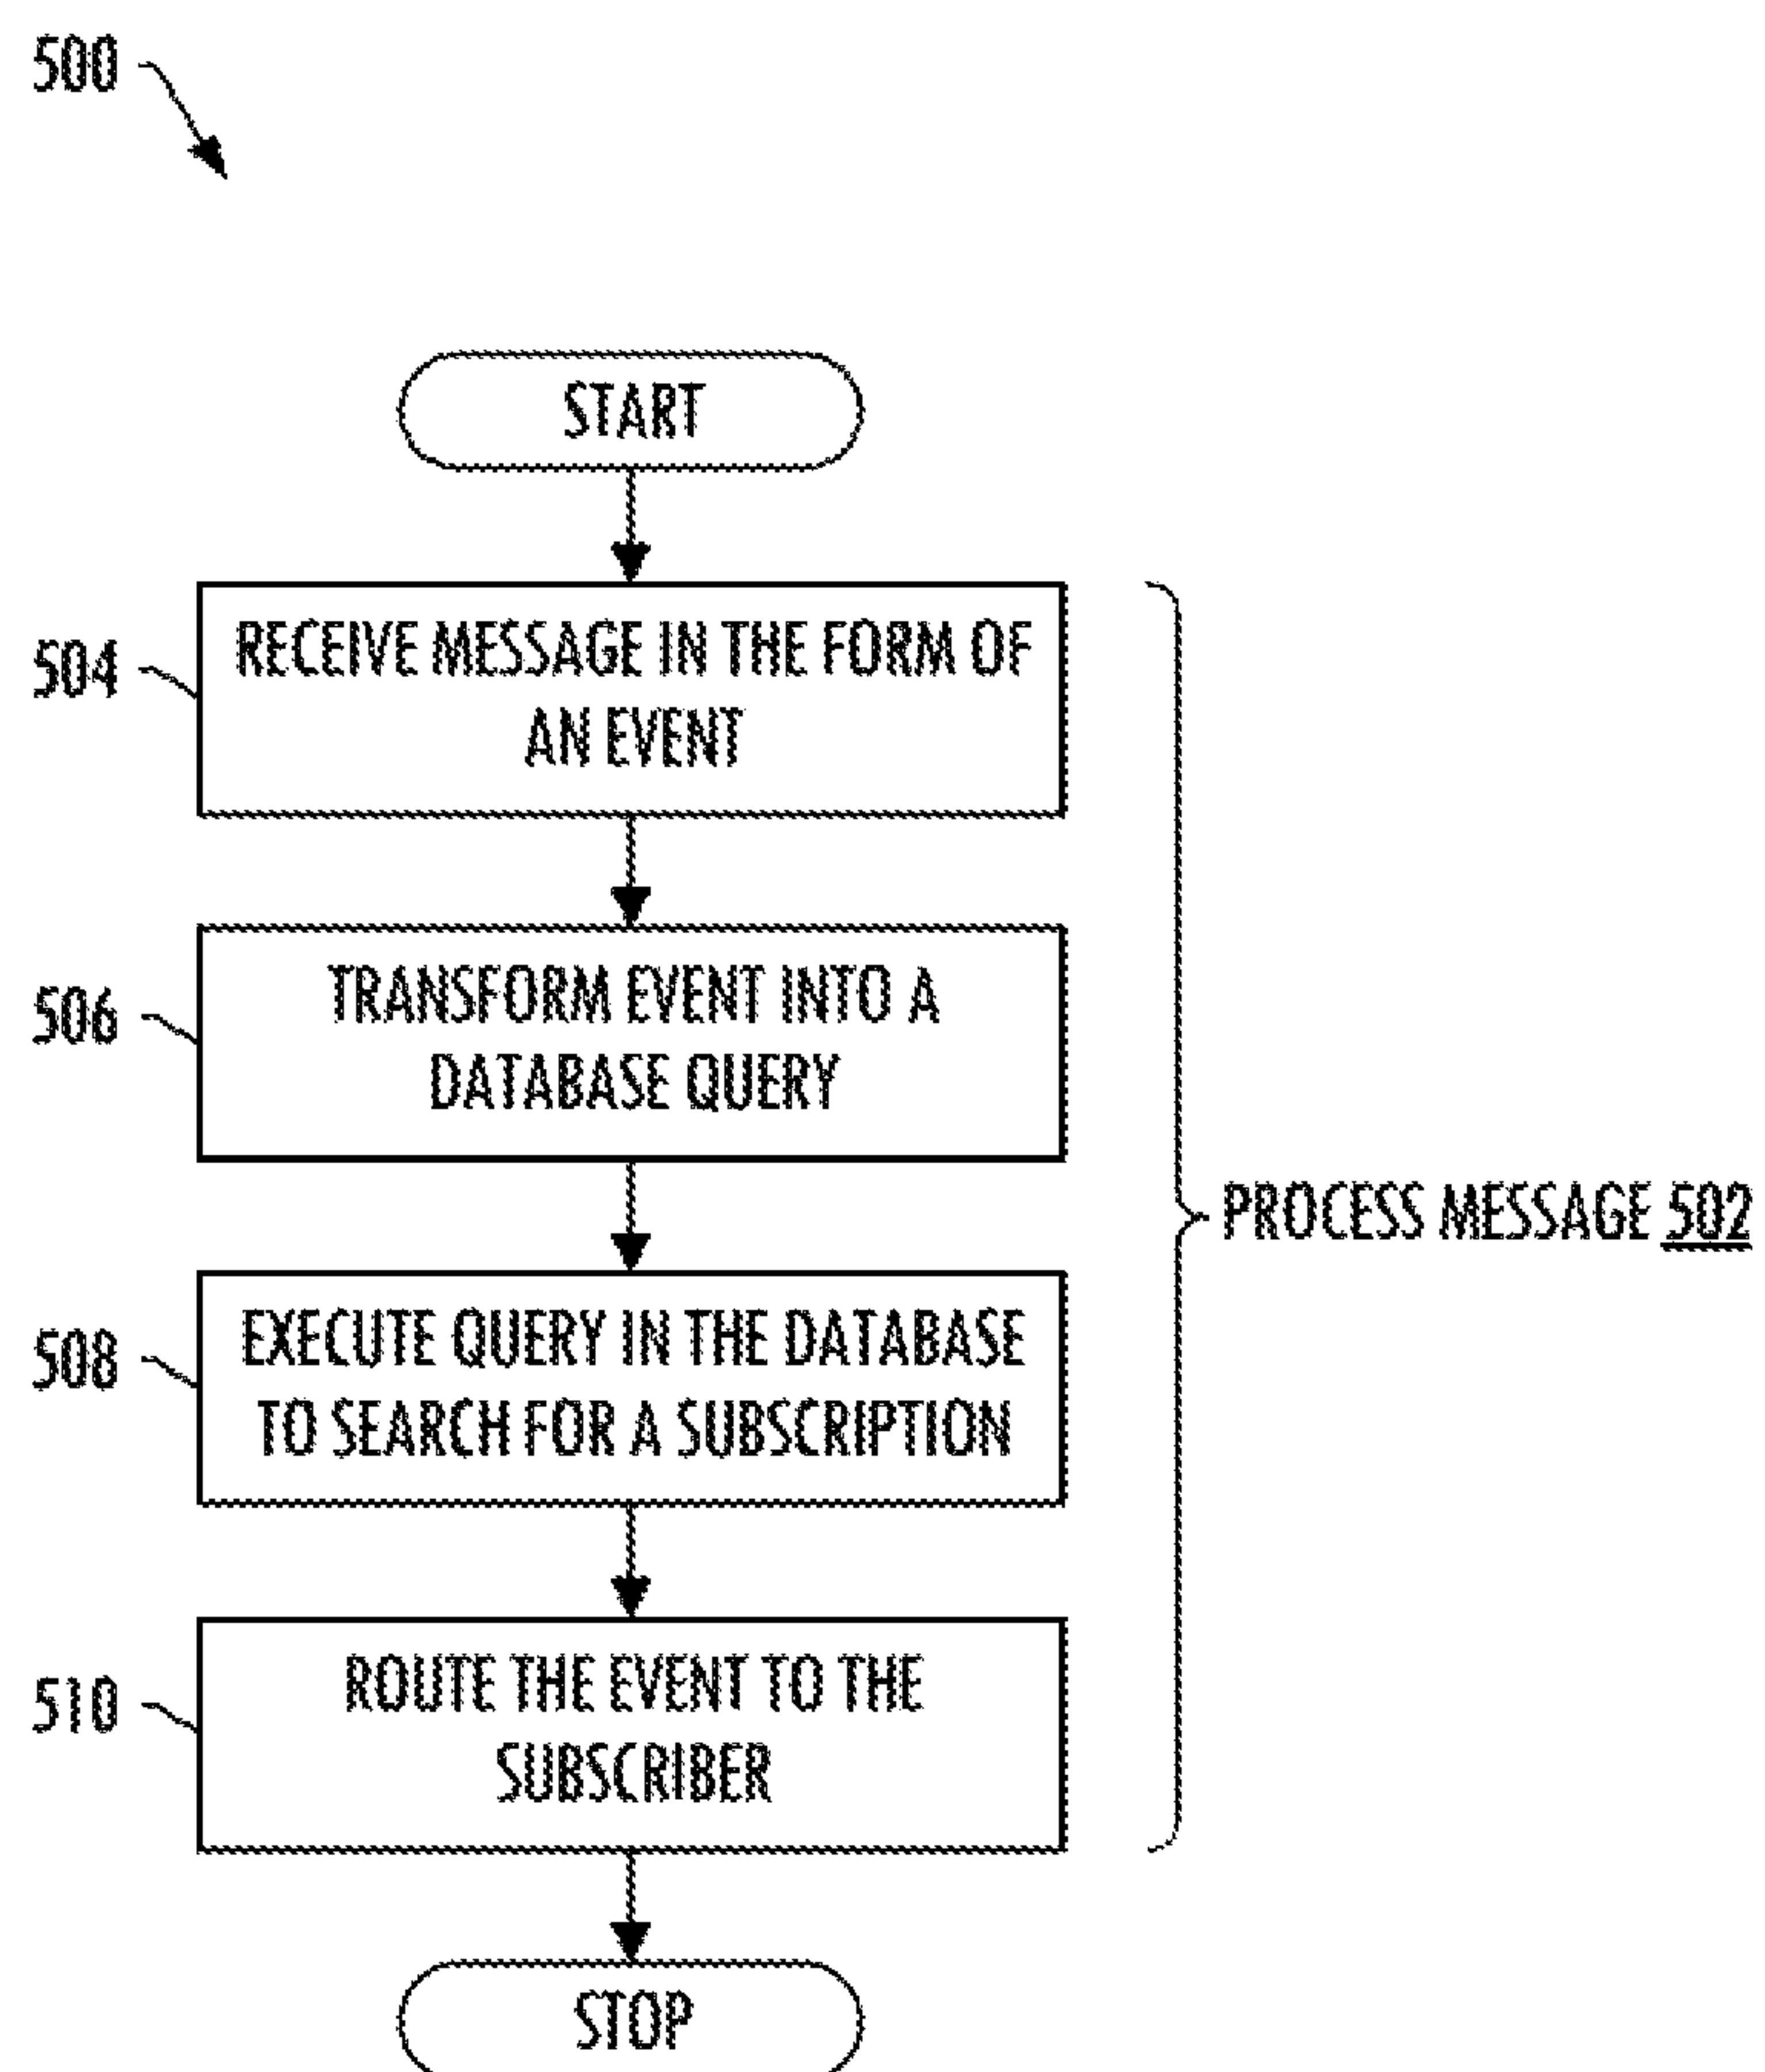 500
START
504
RECEIVE MESSAGE IN THE FORM OF
AN EVENT
506
TRANSFORM EVENT INTO A
DATABASE QUERY
PROCESS MESSAGE 502
508
EXECUTE QUERY IN THE DATABASE
TO SEARCH FOR A SUBSCRIPTION
510
ROUTE THE EVENT TO THE
SUBSCRIBER
STOP